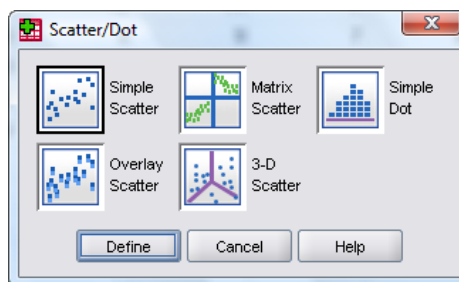 Scatter/Dot
Simple
Scatter
Matrix
Scatter
Simple
Dot
Overlay
Scatter
3-D
Scatter
Define
Cancel
Help